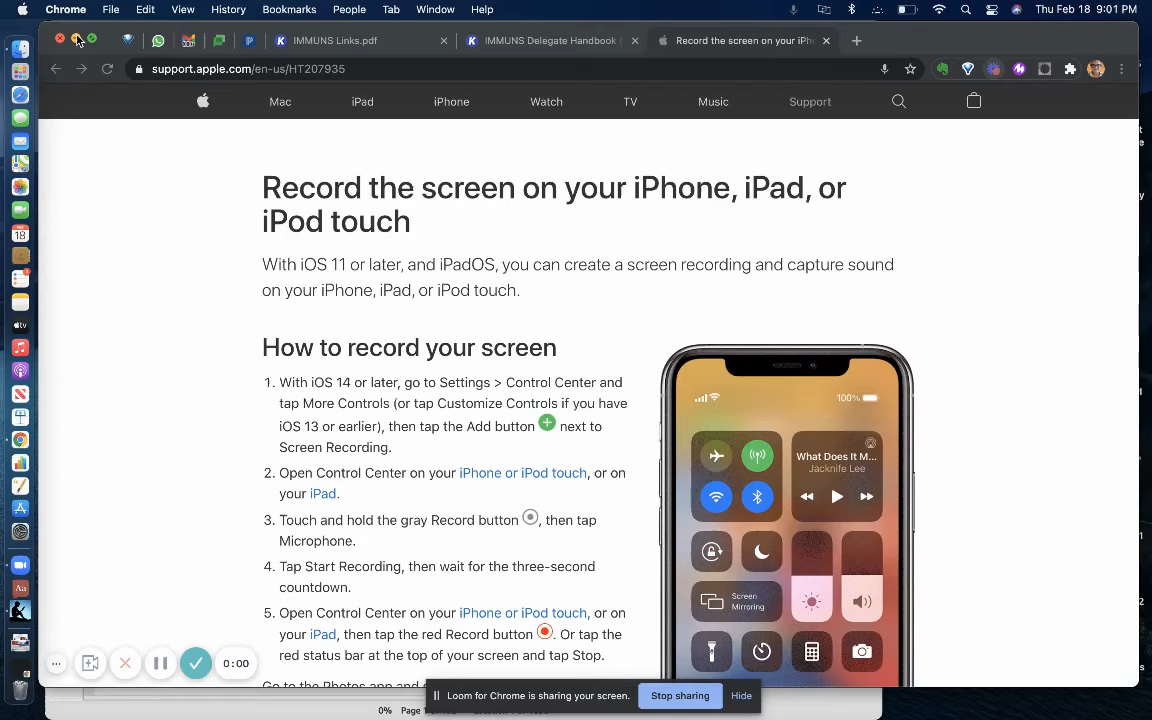 Chrome File Edit View History Bookmarks People Tab Window Help Thu Feb 18 9:01 PM
IMMUNS Links.pdf IMMUNS Delegate Handbook Record the screen on your iPh
support.apple.com/en-us/HT207935
Mac iPad iPhone Watch TV Music Support
Record the screen on your iPhone, iPad, or
iPod touch
With iOS 11 or later, and iPadOS, you can create a screen recording and capture sound
on your iPhone, iPad, or iPod touch.
How to record your screen
1. With iOS 14 or later, go to Settings > Control Center and
tap More Controls (or tap Customize Controls if you have
iOS 13 or earlier), then tap the Add button next to
Screen Recording.
2. Open Control Center on your iPhone or iPod touch, or on
your iPad.
3. Touch and hold the gray Record button , then tap
Microphone.
4. Tap Start Recording, then wait for the three-second
countdown.
5. Open Control Center on your iPhone or iPod touch, or on
your iPad, then tap the red Record button . Or tap the
red status bar at the top of your screen and tap Stop.
Go to the Photos app and
100%
What Does It M...
Jacknife Lee
Screen
Mirroring
18
tv
Aa
0:00
Loom for Chrome is sharing your screen. Stop sharing Hide
0% Page